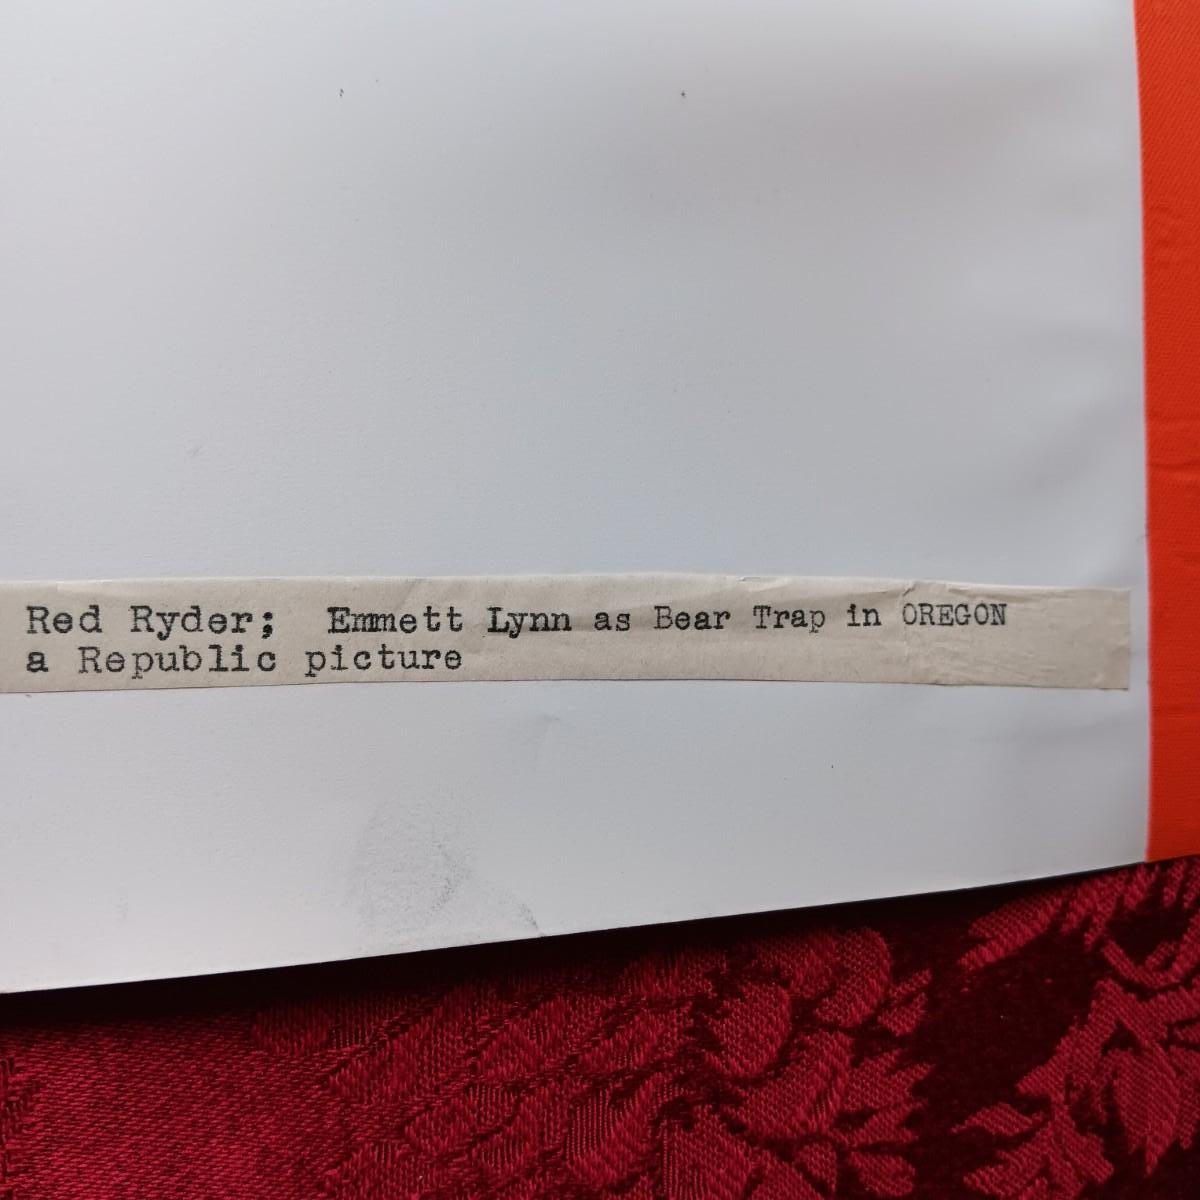 Red Ryder;  Emmett Lynn as Bear Trap in OREGON
a Republic picture